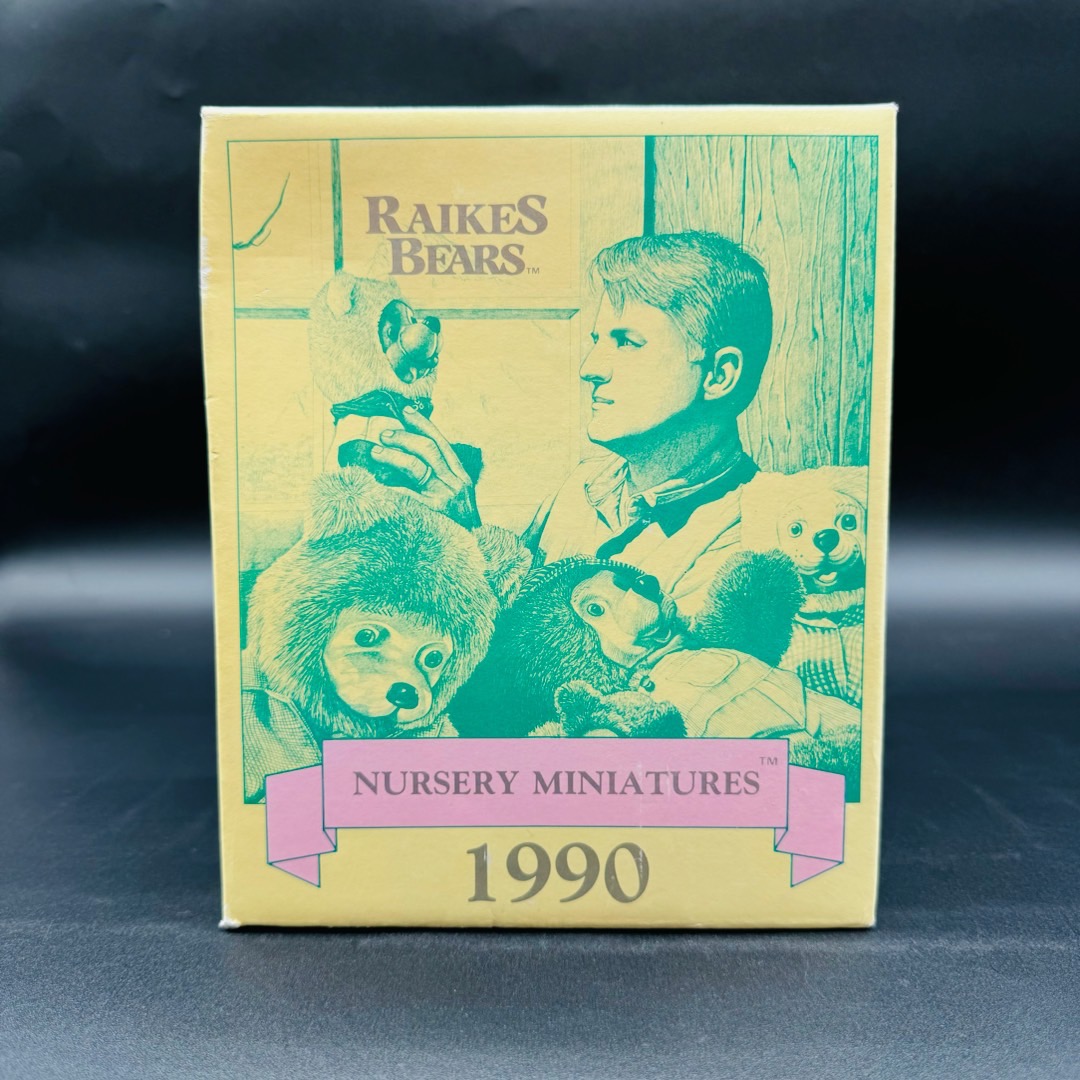 RAIKES
BEARS™
NURSERY MINIATURES™
1990